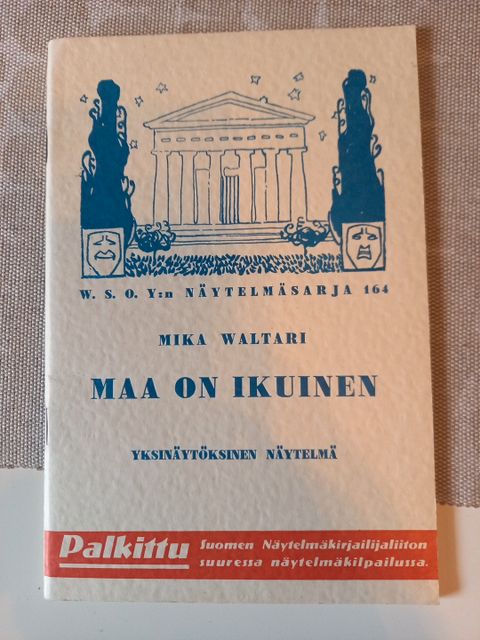 W. S. O. Y:n NÄYTELMÄSARJA 164
MIKA WALTARI
MAA ON IKUINEN
YKSINÄYTÖKSINEN NÄYTELMÄ
Palkittu Suomen Näytelmäkirjailijaliiton
suuressa näytelmäkilpailussa.